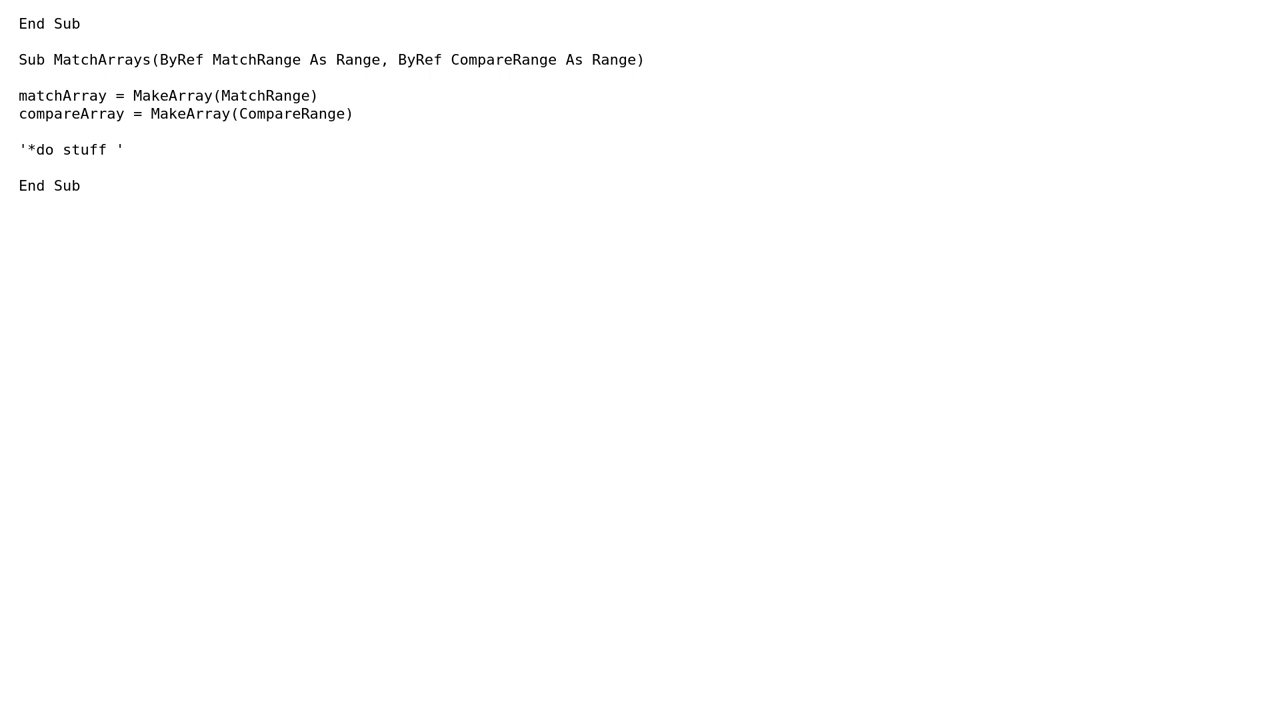 End Sub
Sub MatchArrays(ByRef MatchRange As Range, ByRef CompareRange As Range)
matchArray = MakeArray(MatchRange)
compareArray = MakeArray(CompareRange)
'*do stuff '
End Sub